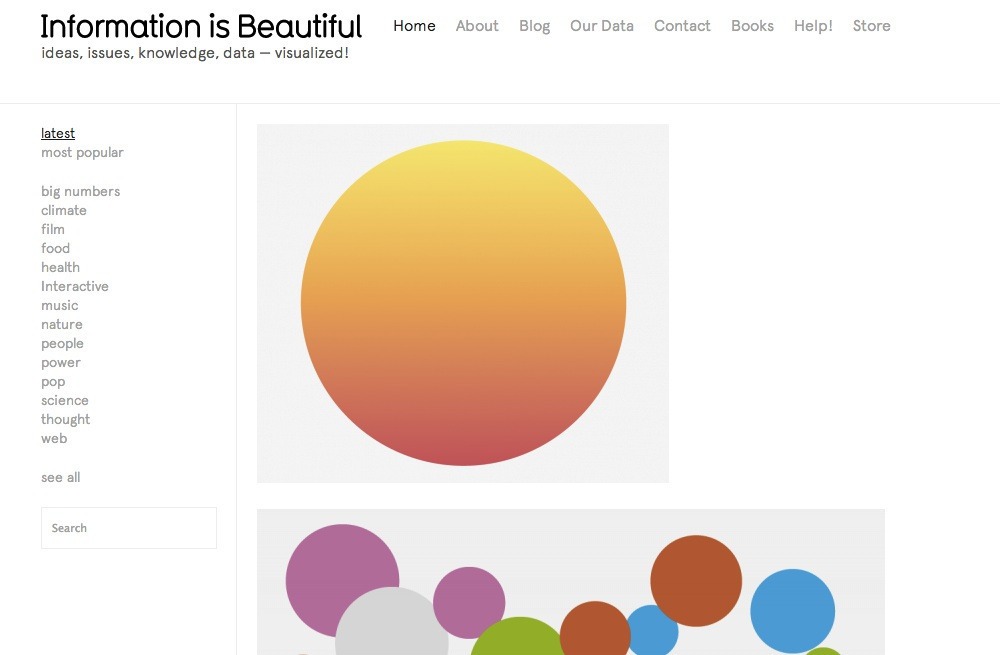 Information is Beautiful
ideas, issues, knowledge, data — visualized!
Home About Blog Our Data Contact Books Help! Store
latest
most popular
big numbers
climate
film
food
health
Interactive
music
nature
people
power
pop
science
thought
web
see all
Search